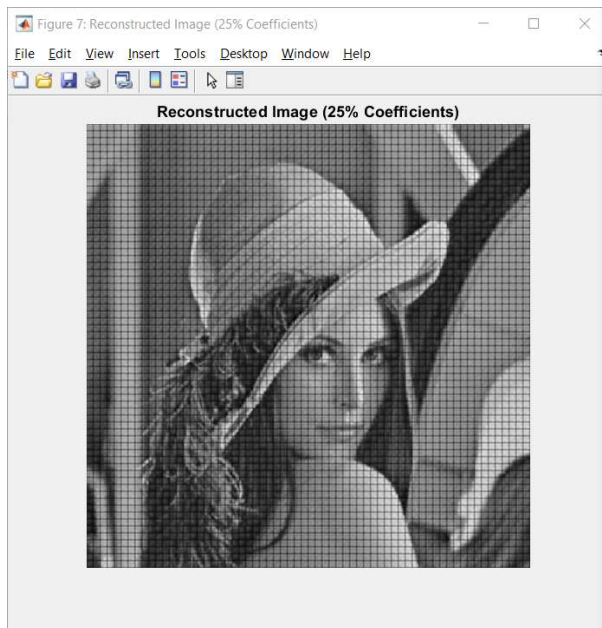 Figure 7: Reconstructed Image (25% Coefficients)
File Edit View Insert Tools Desktop Window Help
Reconstructed Image (25% Coefficients)